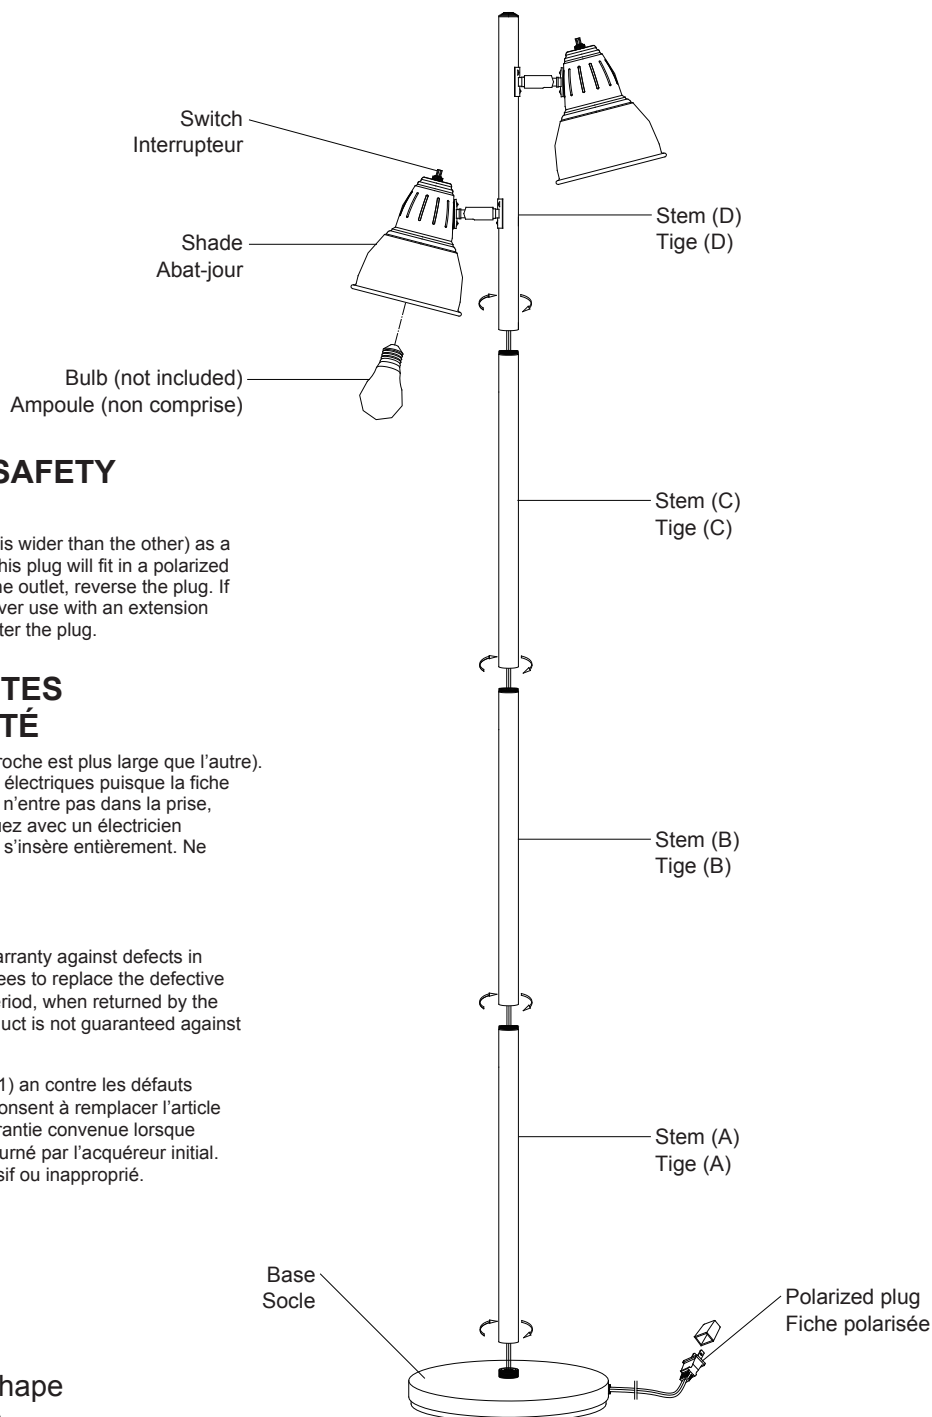 Switch
Interrupteur
Stem (D)
Tige (D)
Shade
Abat-jour
Bulb (not included)
Ampoule (non comprise)
SAFETY
Stem (C)
Tige (C)
is wider than the other) as a
his plug will fit in a polarized
ne outlet, reverse the plug. If
ver use with an extension
ter the plug.
TES
TÉ
roche est plus large que l’autre).
électriques puisque la fiche
n’entre pas dans la prise,
uez avec un électricien
s’insère entièrement. Ne
Stem (B)
Tige (B)
arranty against defects in
ees to replace the defective
eriod, when returned by the
uct is not guaranteed against
1) an contre les défauts
onsent à remplacer l’article
rantie convenue lorsque
urné par l’acquéreur initial.
sif ou inapproprié.
Stem (A)
Tige (A)
Base
Socle
Polarized plug
Fiche polarisée
hape